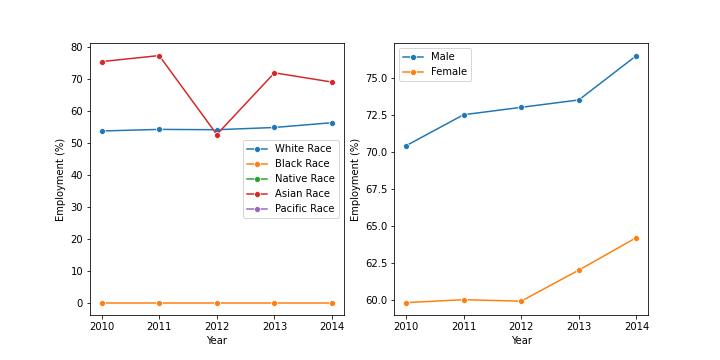 80
70
60
50
40
30
20
10
0
Employment (%)
2010 2011 2012 2013 2014
Year
White Race
Black Race
Native Race
Asian Race
Pacific Race
75.0
72.5
70.0
67.5
65.0
62.5
60.0
Employment (%)
2010 2011 2012 2013 2014
Year
Male
Female